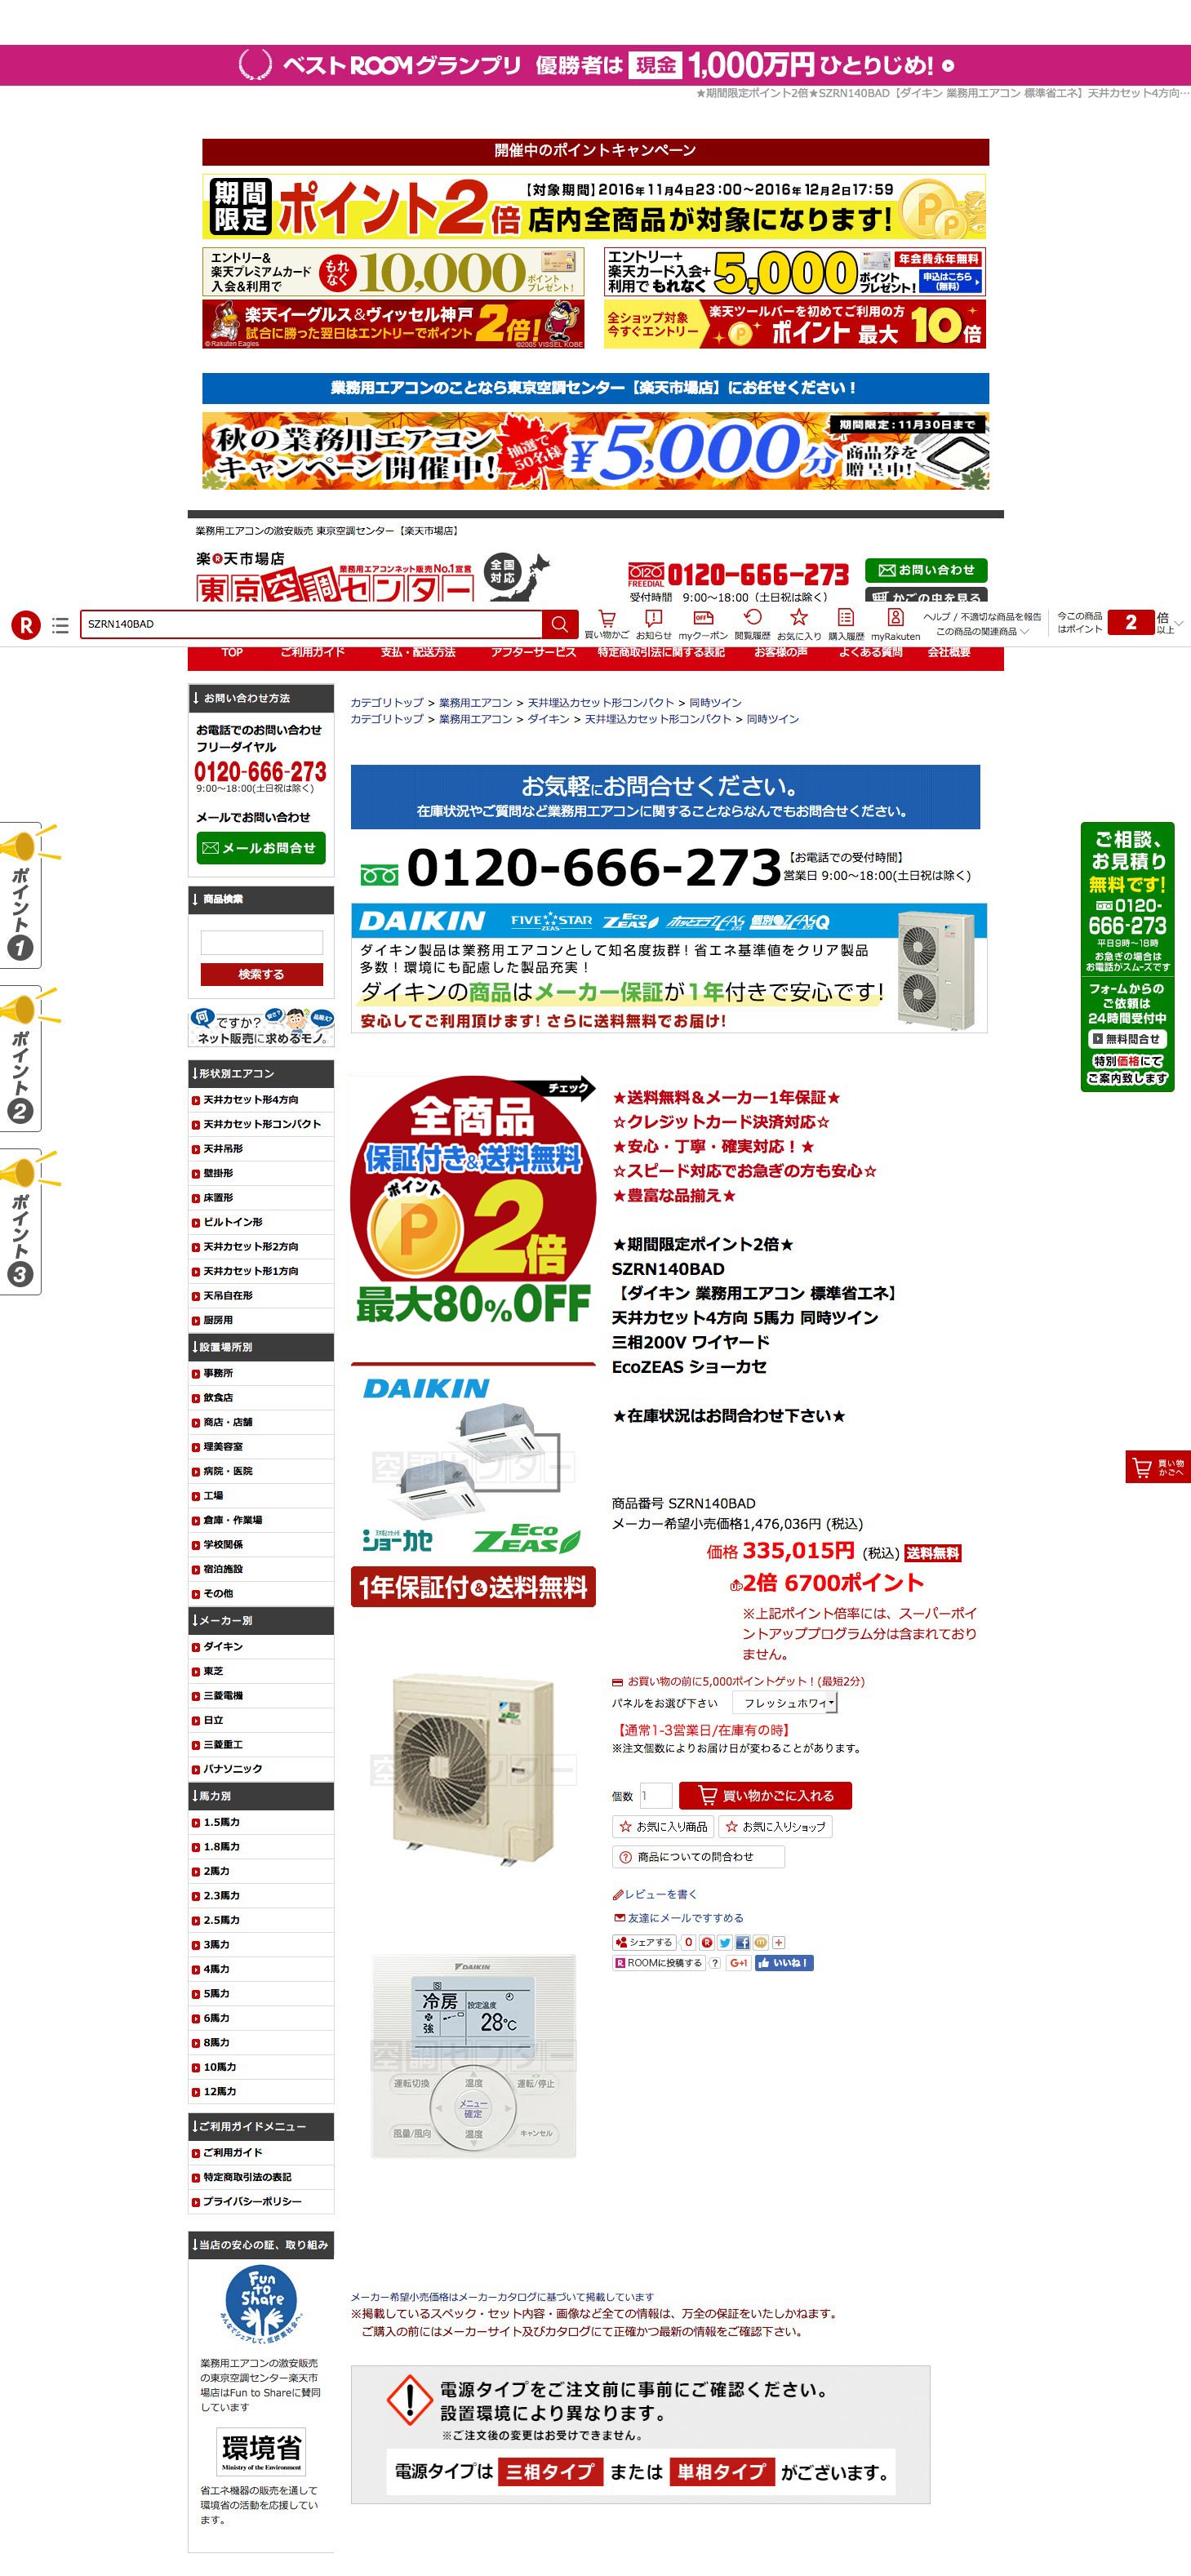 ベストROOMグランプリ 優勝者は 現金 1,000万円ひとりじめ!
★期間限定ポイント2倍★SZRN140BAD【ダイキン 業務用エアコン 標準省エネ】天井カセット4方向…
開催中のポイントキャンペーン
期間限定 ポイント2倍 【対象期間】2016年11月4日23:00〜2016年12月2日17:59
店内全商品が対象になります!
エントリー&楽天プレミアムカード入会&利用で もれなく 10,000ポイントプレゼント!
エントリー+楽天カード入会+利用でもれなく 5,000ポイントプレゼント! 年会費永年無料 申込はこちら(無料)
楽天イーグルス&ヴィッセル神戸
試合に勝った翌日はエントリーでポイント2倍!
©Rakuten Eagles ©2005 VISSEL KOBE
全ショップ対象 今すぐエントリー 楽天ツールバーを初めてご利用の方 ポイント 最大10倍
業務用エアコンのことなら東京空調センター【楽天市場店】にお任せください！
秋の業務用エアコンキャンペーン開催中! 抽選で50名様 ¥5,000分 商品券を贈呈中! 期間限定:11月30日まで
業務用エアコンの激安販売 東京空調センター【楽天市場店】
楽天市場店 業務用エアコンネット販売No.1宣言
東京空調センター
全国対応
FREEDIAL 0120-666-273
受付時間 9:00〜18:00（土日祝は除く）
お問い合わせ
かごの中を見る
SZRN140BAD
買い物かご お知らせ myクーポン 閲覧履歴 お気に入り 購入履歴 myRakuten
ヘルプ / 不適切な商品を報告
この商品の関連商品
今この商品はポイント 2 倍以上
TOP ご利用ガイド 支払・配送方法 アフターサービス 特定商取引法に関する表記 お客様の声 よくある質問 会社概要
お問い合わせ方法
お電話でのお問い合わせ
フリーダイヤル
0120-666-273
9:00〜18:00(土日祝は除く)
メールでお問い合わせ
メールお問合せ
商品検索
検索する
何ですか?
ネット販売に求めるモノ。
形状別エアコン
天井カセット形4方向
天井カセット形コンパクト
天井吊形
壁掛形
床置形
ビルトイン形
天井カセット形2方向
天井カセット形1方向
天吊自在形
厨房用
設置場所別
事務所
飲食店
商店・店舗
理美容室
病院・医院
工場
倉庫・作業場
学校関係
宿泊施設
その他
メーカー別
ダイキン
東芝
三菱電機
日立
三菱重工
パナソニック
馬力別
1.5馬力
1.8馬力
2馬力
2.3馬力
2.5馬力
3馬力
4馬力
5馬力
6馬力
8馬力
10馬力
12馬力
ご利用ガイドメニュー
ご利用ガイド
特定商取引法の表記
プライバシーポリシー
当店の安心の証、取り組み
Fun to Share
みんなでシェアして、低炭素社会へ。
業務用エアコンの激安販売
の東京空調センター楽天市
場店はFun to Shareに賛同
しています
環境省
Ministry of the Environment
省エネ機器の販売を通して
環境省の活動を応援してい
ます。
ポイント1
ポイント2
ポイント3
カテゴリトップ > 業務用エアコン > 天井埋込カセット形コンパクト > 同時ツイン
カテゴリトップ > 業務用エアコン > ダイキン > 天井埋込カセット形コンパクト > 同時ツイン
お気軽にお問合せください。
在庫状況やご質問など業務用エアコンに関することならなんでもお問合せください。
0120-666-273
【お電話での受付時間】
営業日 9:00〜18:00(土日祝は除く)
DAIKIN FIVE STAR ZEAS Eco ZEAS
ダイキン製品は業務用エアコンとして知名度抜群！省エネ基準値をクリア製品
多数！環境にも配慮した製品充実！
ダイキンの商品はメーカー保証が1年付きで安心です!
安心してご利用頂けます! さらに送料無料でお届け!
チェック
全商品
保証付き&送料無料
ポイント
P 2倍
最大80%OFF
DAIKIN
空調センター
ショーカセ
Eco ZEAS
1年保証付&送料無料
空調センター
DAIKIN
冷房 設定温度
強 28℃
空調センター
運転切換 温度 運転/停止
メニュー確定
風量/風向 温度 キャンセル
★送料無料＆メーカー1年保証★
☆クレジットカード決済対応☆
★安心・丁寧・確実対応！★
☆スピード対応でお急ぎの方も安心☆
★豊富な品揃え★
★期間限定ポイント2倍★
SZRN140BAD
【ダイキン 業務用エアコン 標準省エネ】
天井カセット4方向 5馬力 同時ツイン
三相200V ワイヤード
EcoZEAS ショーカセ
★在庫状況はお問合わせ下さい★
商品番号 SZRN140BAD
メーカー希望小売価格1,476,036円 (税込)
価格 335,015円 (税込) 送料無料
UP 2倍 6700ポイント
※上記ポイント倍率には、スーパーポイ
ントアッププログラム分は含まれており
ません。
お買い物の前に5,000ポイントゲット！(最短2分)
パネルをお選び下さい フレッシュホワイ
【通常1-3営業日/在庫有の時】
※注文個数によりお届け日が変わることがあります。
個数 1 買い物かごに入れる
お気に入り商品 お気に入りショップ
商品についての問合わせ
レビューを書く
友達にメールですすめる
シェアする 0
ROOMに投稿する ? G+1 いいね！
ご相談、
お見積り
無料です!
0120-
666-273
平日9時〜18時
お急ぎの場合は
お電話がスムーズです
フォームからの
ご依頼は
24時間受付中
無料問合せ
特別価格にて
ご案内致します
買い物かごへ
メーカー希望小売価格はメーカーカタログに基づいて掲載しています
※掲載しているスペック・セット内容・画像など全ての情報は、万全の保証をいたしかねます。
ご購入の前にはメーカーサイト及びカタログにて正確かつ最新の情報をご確認下さい。
電源タイプをご注文前に事前にご確認ください。
設置環境により異なります。
※ご注文後の変更はお受けできません。
電源タイプは 三相タイプ または 単相タイプ がございます。